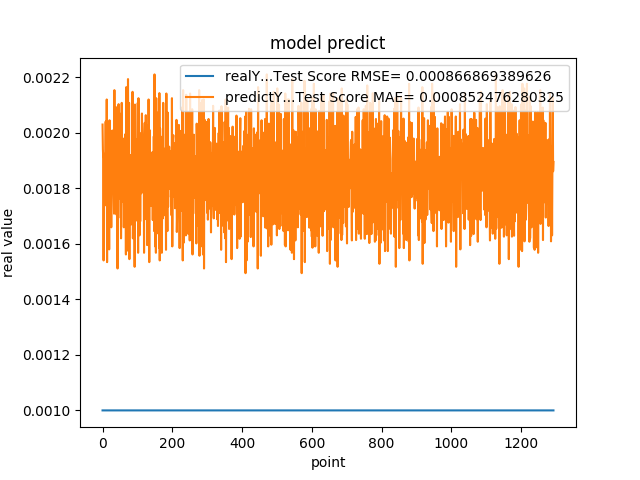 model predict
realY...Test Score RMSE= 0.000866869389626
predictY...Test Score MAE= 0.000852476280325
0.0022
0.0020
0.0018
0.0016
0.0014
0.0012
0.0010
real value
0 200 400 600 800 1000 1200
point